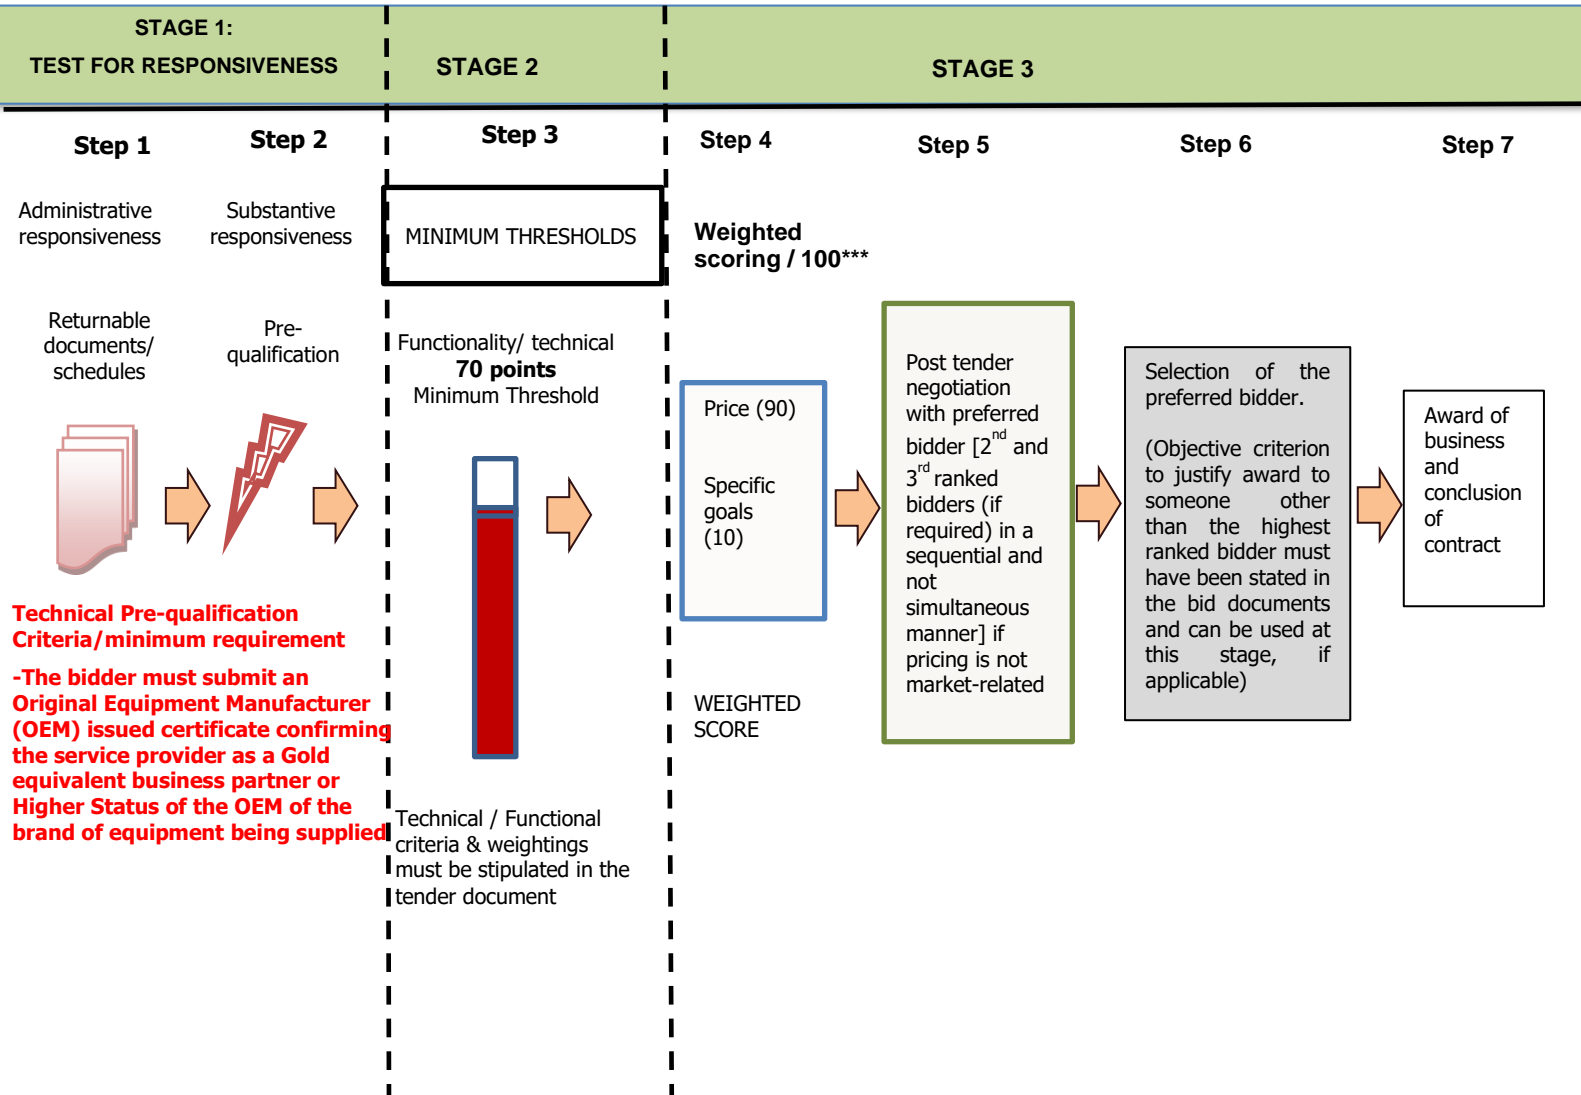 STAGE 1:
TEST FOR RESPONSIVENESS
STAGE 2
STAGE 3
Step 1
Step 2
Step 3
Step 4
Step 5
Step 6
Step 7
Administrative
responsiveness
Substantive
responsiveness
MINIMUM THRESHOLDS
Weighted
scoring / 100***
Returnable
documents/
schedules
Pre-
qualification
Functionality/ technical
70 points
Minimum Threshold
Price (90)
Specific
goals
(10)
Post tender
negotiation
with preferred
bidder [2nd and
3rd ranked
bidders (if
required) in a
sequential and
not
simultaneous
manner] if
pricing is not
market-related
Selection of the
preferred bidder.
(Objective criterion
to justify award to
someone other
than the highest
ranked bidder must
have been stated in
the bid documents
and can be used at
this stage, if
applicable)
Award of
business
and
conclusion
of
contract
Technical Pre-qualification
Criteria/minimum requirement
-The bidder must submit an
Original Equipment Manufacturer
(OEM) issued certificate confirming
the service provider as a Gold
equivalent business partner or
Higher Status of the OEM of the
brand of equipment being supplied
WEIGHTED
SCORE
Technical / Functional
criteria & weightings
must be stipulated in the
tender document